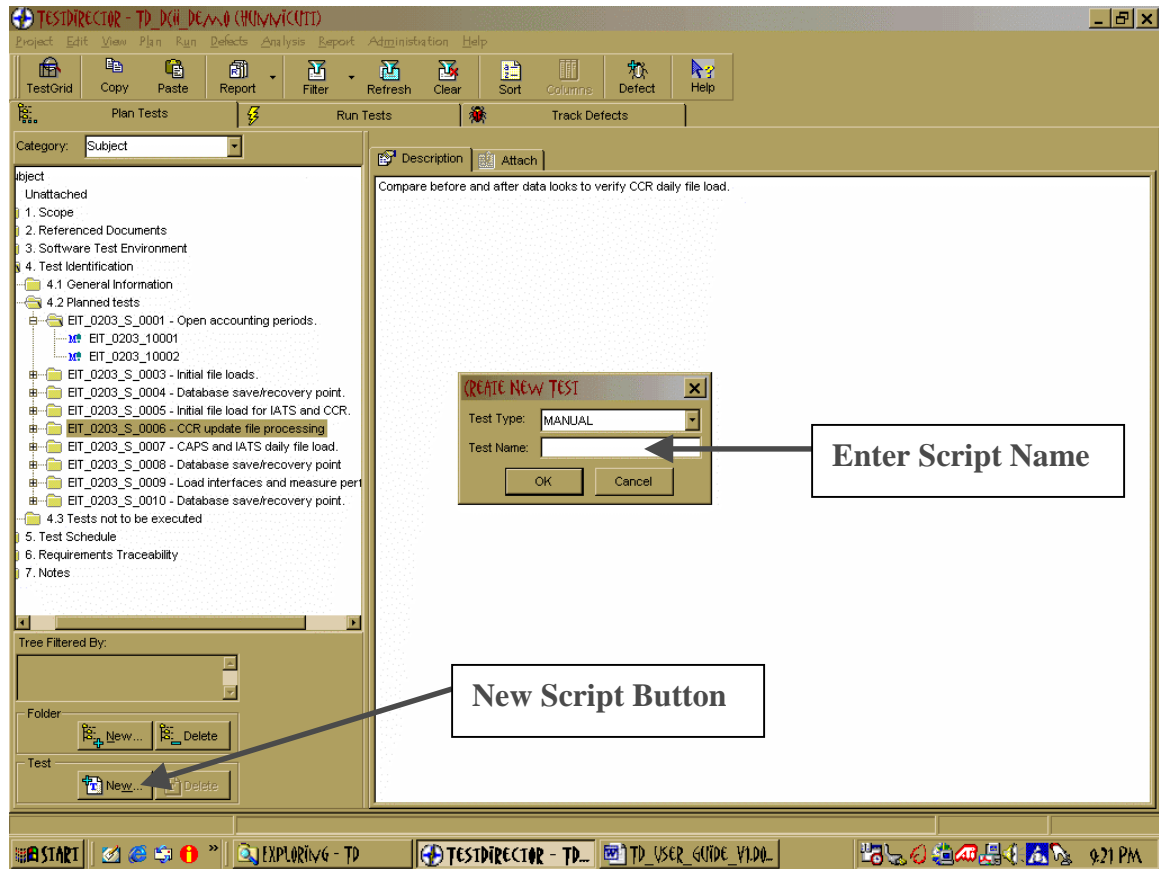 TESTDIRECTOR - TD_DCII_DEMO (HUNNICUTT)
Project Edit View Plan Run Defects Analysis Report Administration Help
TestGrid Copy Paste Report Filter Refresh Clear Sort Columns Defect Help
Plan Tests Run Tests Track Defects
Category: Subject
Description Attach
Compare before and after data looks to verify CCR daily file load.
ubject
Unattached
1. Scope
2. Referenced Documents
3. Software Test Environment
4. Test Identification
4.1 General Information
4.2 Planned tests
EIT_0203_S_0001 - Open accounting periods.
EIT_0203_10001
EIT_0203_10002
EIT_0203_S_0003 - Initial file loads.
EIT_0203_S_0004 - Database save/recovery point.
EIT_0203_S_0005 - Initial file load for IATS and CCR.
EIT_0203_S_0006 - CCR update file processing
EIT_0203_S_0007 - CAPS and IATS daily file load.
EIT_0203_S_0008 - Database save/recovery point
EIT_0203_S_0009 - Load interfaces and measure perf
EIT_0203_S_0010 - Database save/recovery point.
4.3 Tests not to be executed
5. Test Schedule
6. Requirements Traceability
7. Notes
CREATE NEW TEST
Test Type: MANUAL
Test Name:
OK Cancel
Enter Script Name
Tree Filtered By:
New Script Button
Folder
New... Delete
Test
New... Delete
START » EXPLORING - TD TESTDIRECTOR - TD... TD_USER_GUIDE_V1.DO... 9:21 PM